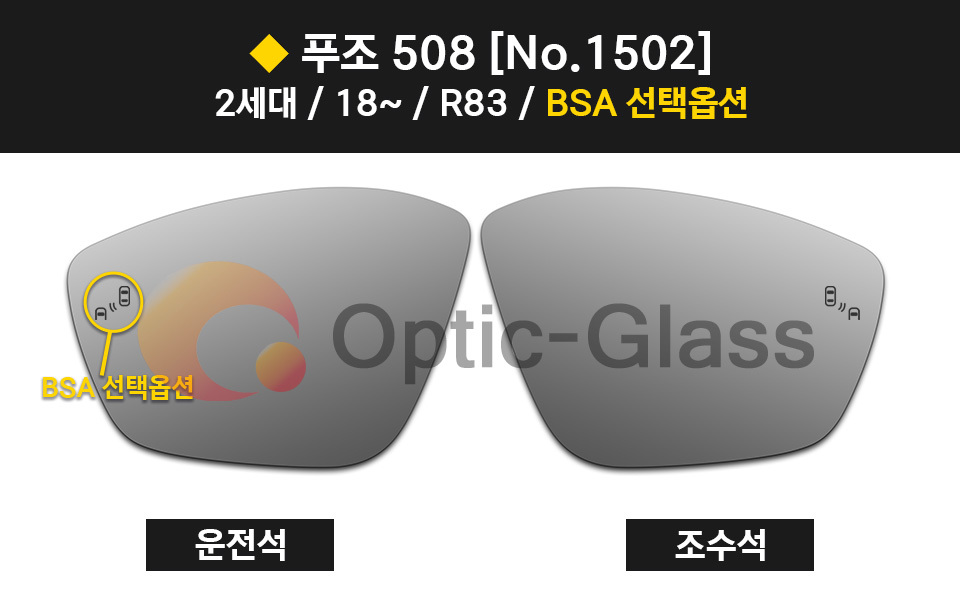 ◆ 푸조 508 [No.1502]
2세대 / 18~ / R83 / BSA 선택옵션
Optic-Glass
BSA 선택옵션
운전석
조수석